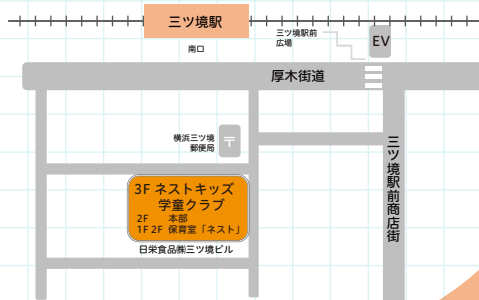 三ツ境駅
三ツ境駅前
広場
EV
南口
厚木街道
横浜三ツ境
郵便局
〒
3F ネストキッズ
学童クラブ
2F 本部
1F 2F 保育室「ネスト」
日栄食品㈱三ツ境ビル
三ツ境駅前商店街